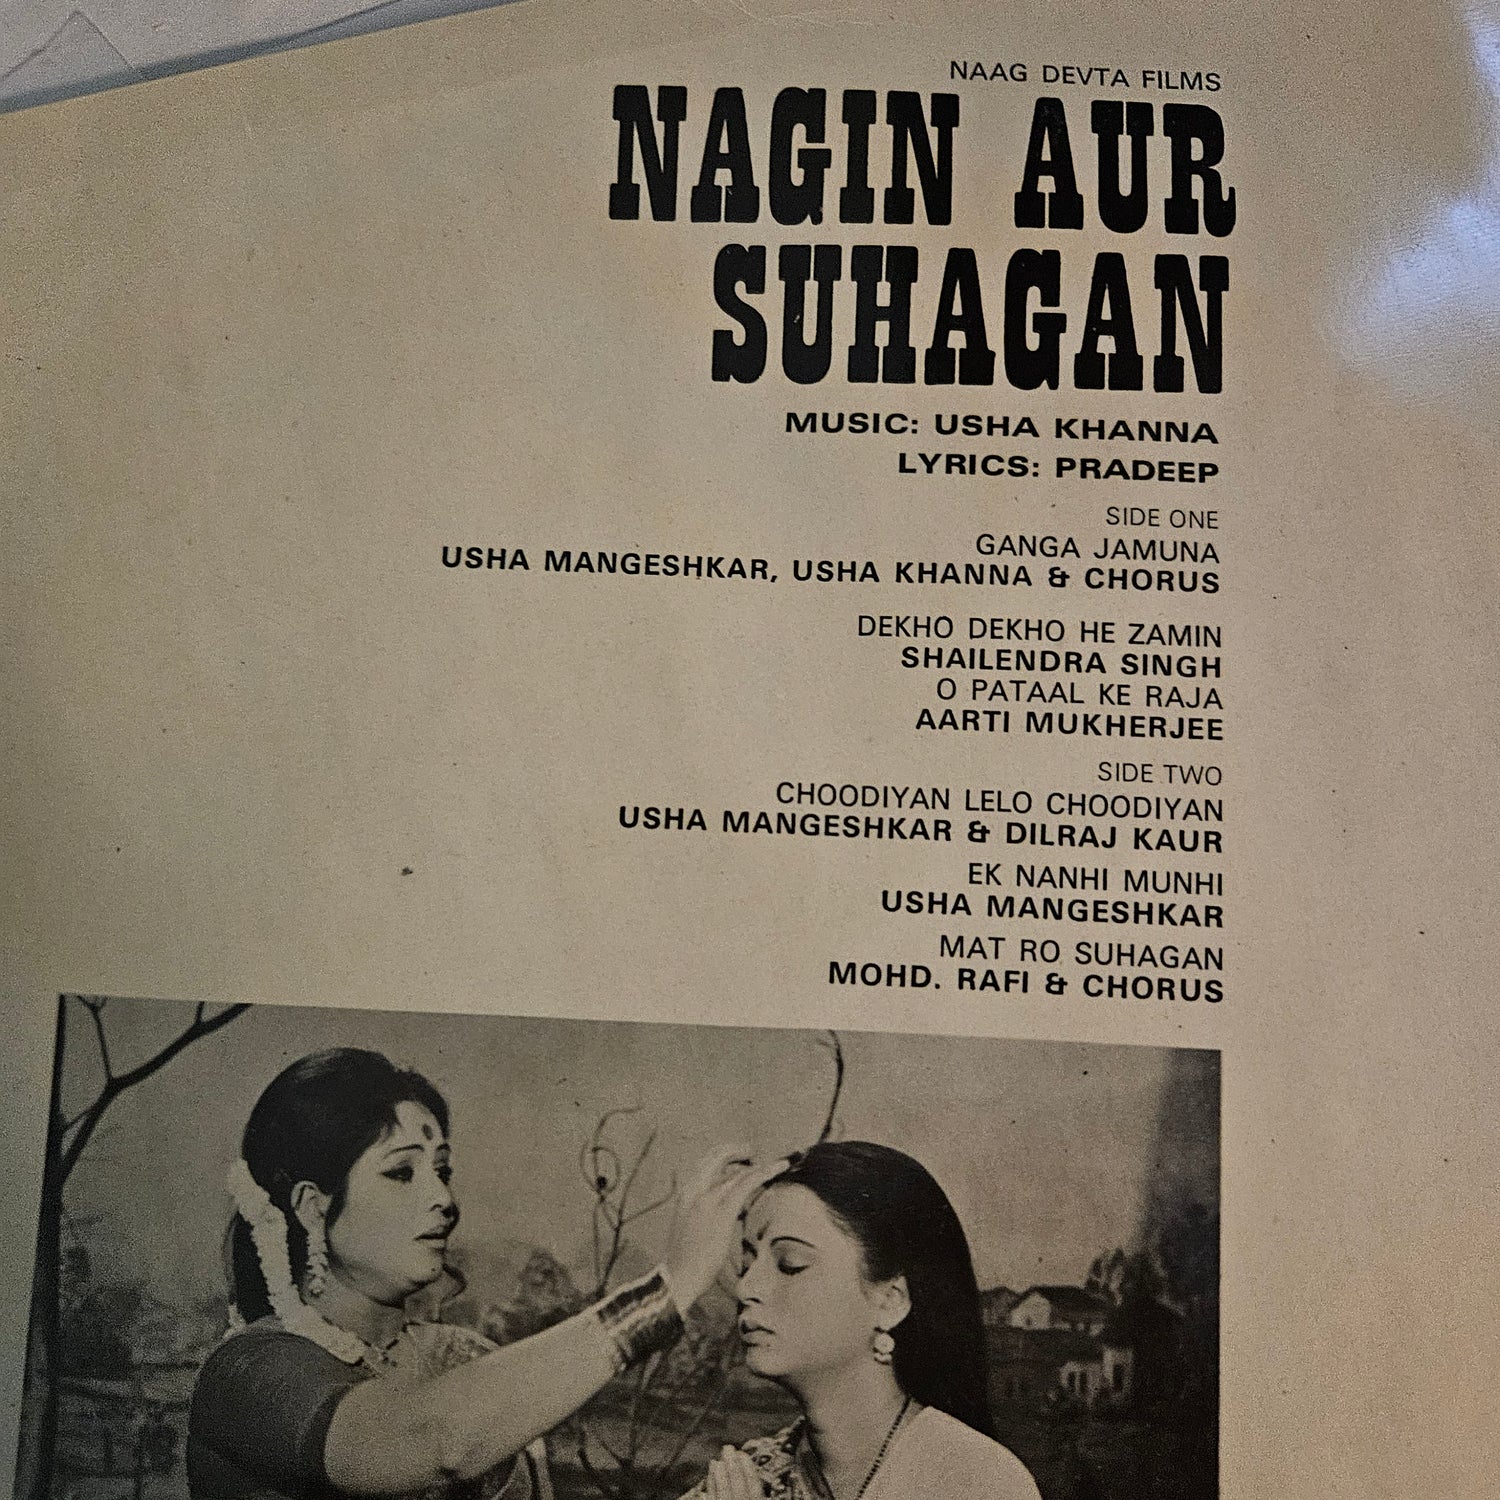 NAAG DEVTA FILMS
NAGIN AUR
SUHAGAN
MUSIC: USHA KHANNA
LYRICS: PRADEEP
SIDE ONE
GANGA JAMUNA
USHA MANGESHKAR, USHA KHANNA & CHORUS
DEKHO DEKHO HE ZAMIN
SHAILENDRA SINGH
O PATAAL KE RAJA
AARTI MUKHERJEE
SIDE TWO
CHOODIYAN LELO CHOODIYAN
USHA MANGESHKAR & DILRAJ KAUR
EK NANHI MUNHI
USHA MANGESHKAR
MAT RO SUHAGAN
MOHD. RAFI & CHORUS